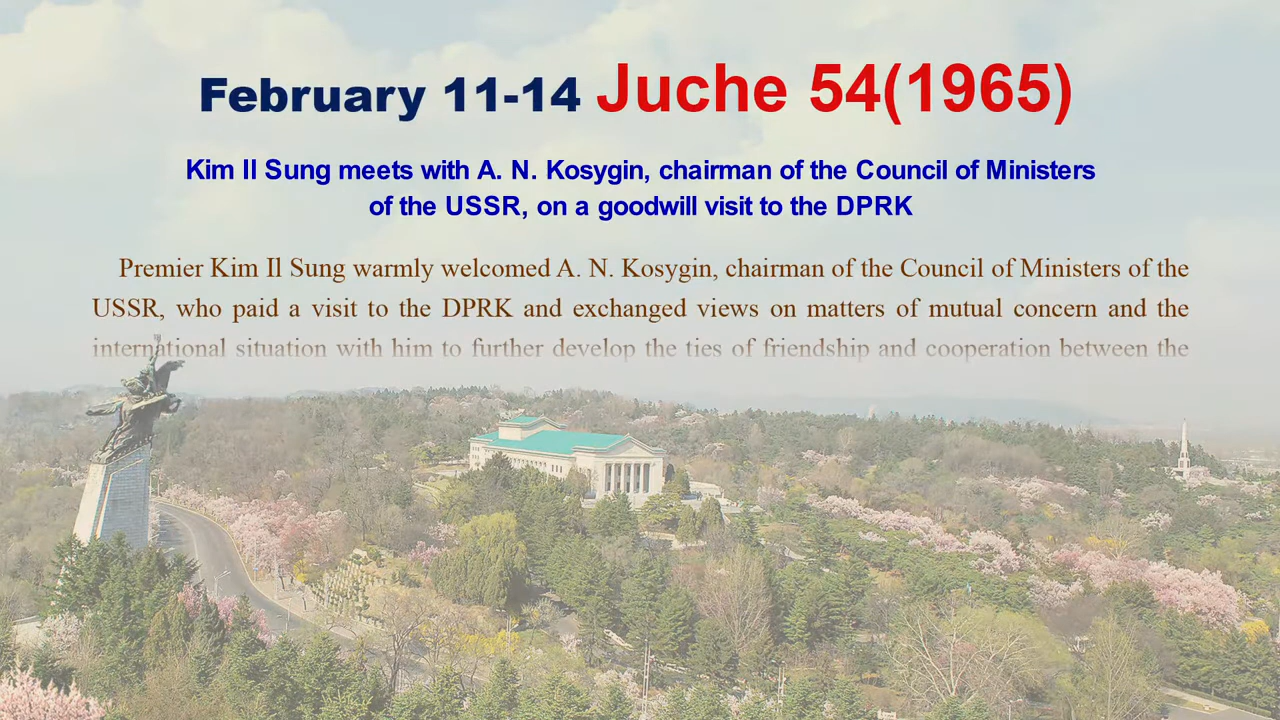 February 11-14 Juche 54(1965)
Kim Il Sung meets with A. N. Kosygin, chairman of the Council of Ministers
of the USSR, on a goodwill visit to the DPRK
Premier Kim Il Sung warmly welcomed A. N. Kosygin, chairman of the Council of Ministers of the
USSR, who paid a visit to the DPRK and exchanged views on matters of mutual concern and the
international situation with him to further develop the ties of friendship and cooperation between the